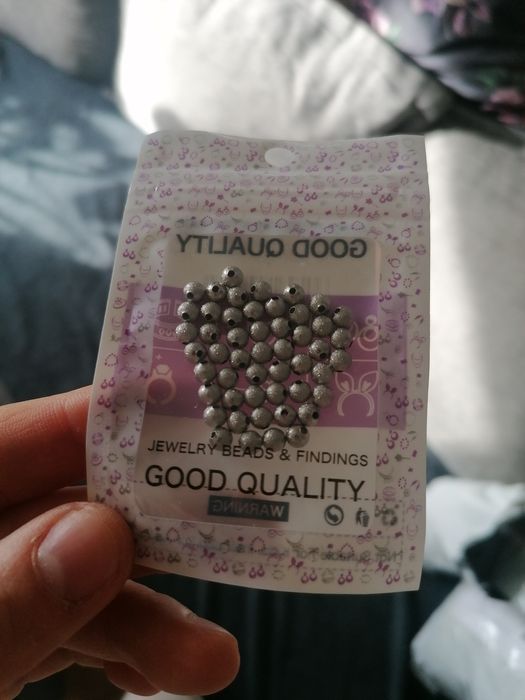 GOOD QUALITY
JEWELRY BEADS & FINDINGS
GOOD QUALITY
WARNING